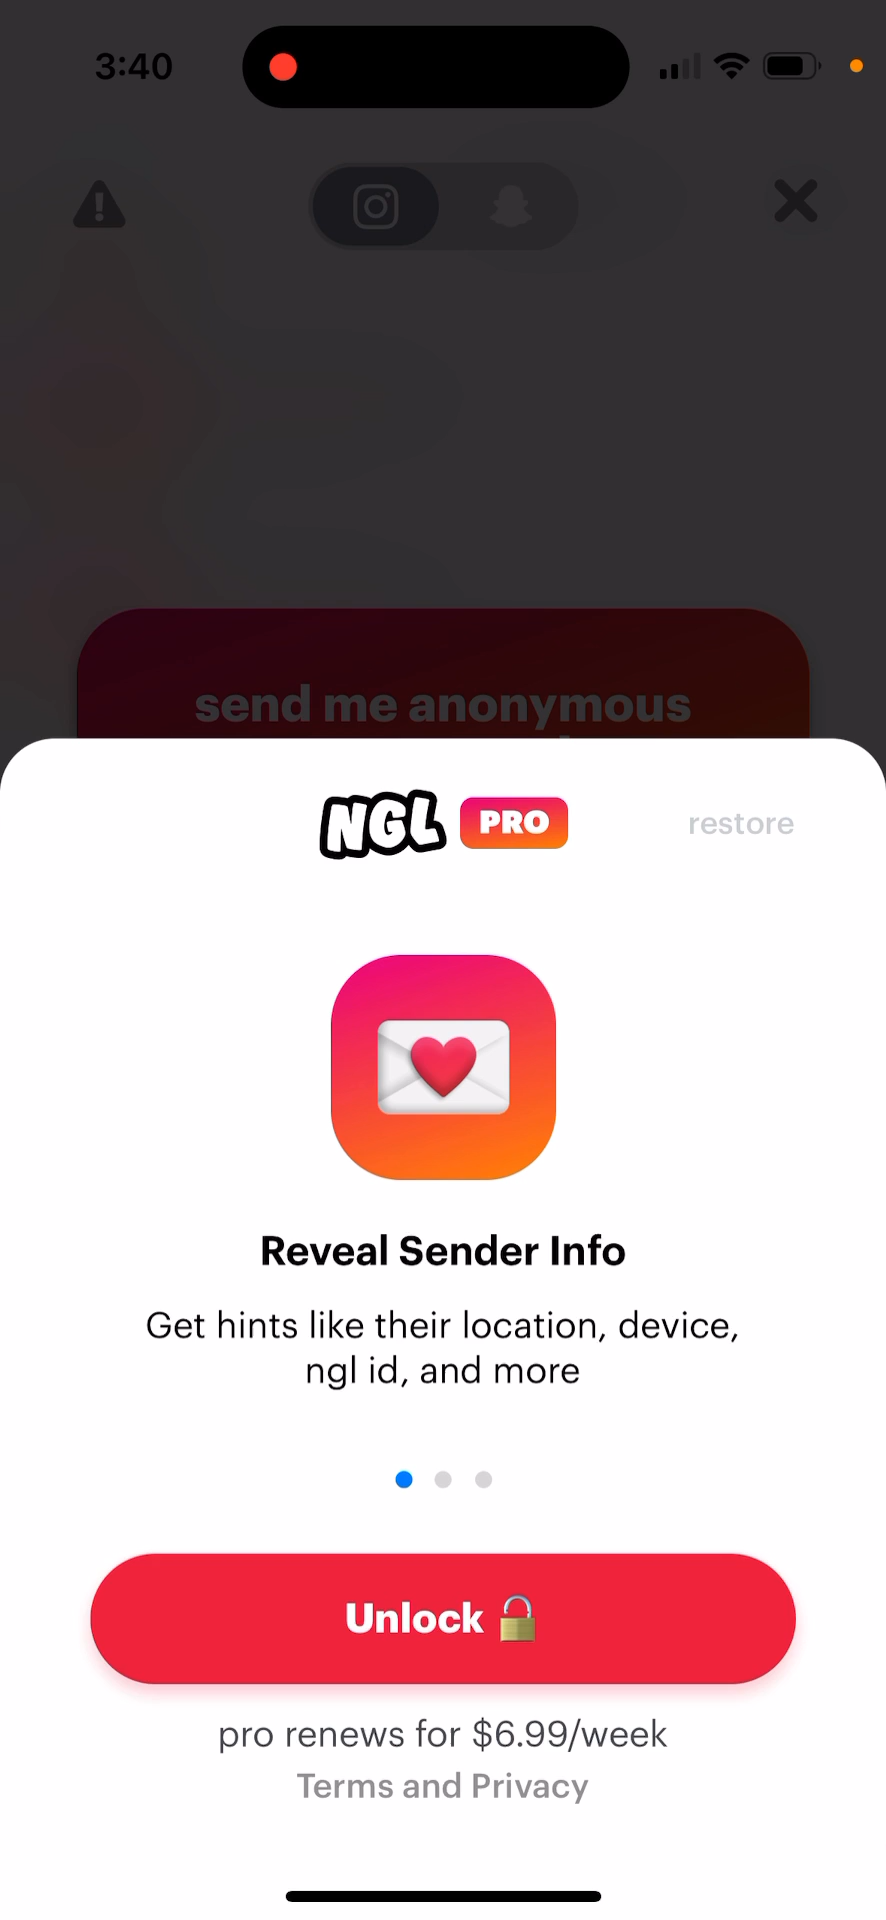 3:40
send me anonymous
NGL PRO
restore
Reveal Sender Info
Get hints like their location, device,
ngl id, and more
Unlock
pro renews for $6.99/week
Terms and Privacy